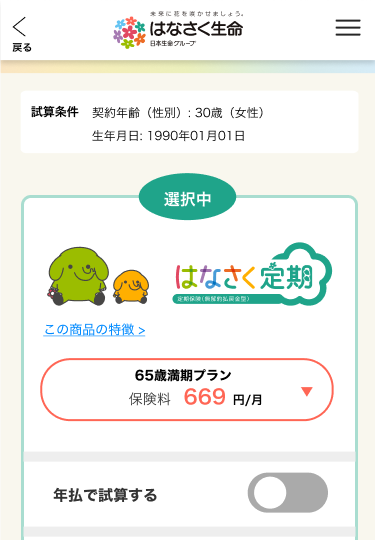 未来に花を咲かせましょう。
はなさく生命
日本生命グループ
戻る
試算条件 契約年齢（性別）: 30歳（女性）
生年月日: 1990年01月01日
選択中
はなさく定期
定期保険（無解約払戻金型）
この商品の特徴 >
65歳満期プラン
保険料 669 円/月
年払で試算する